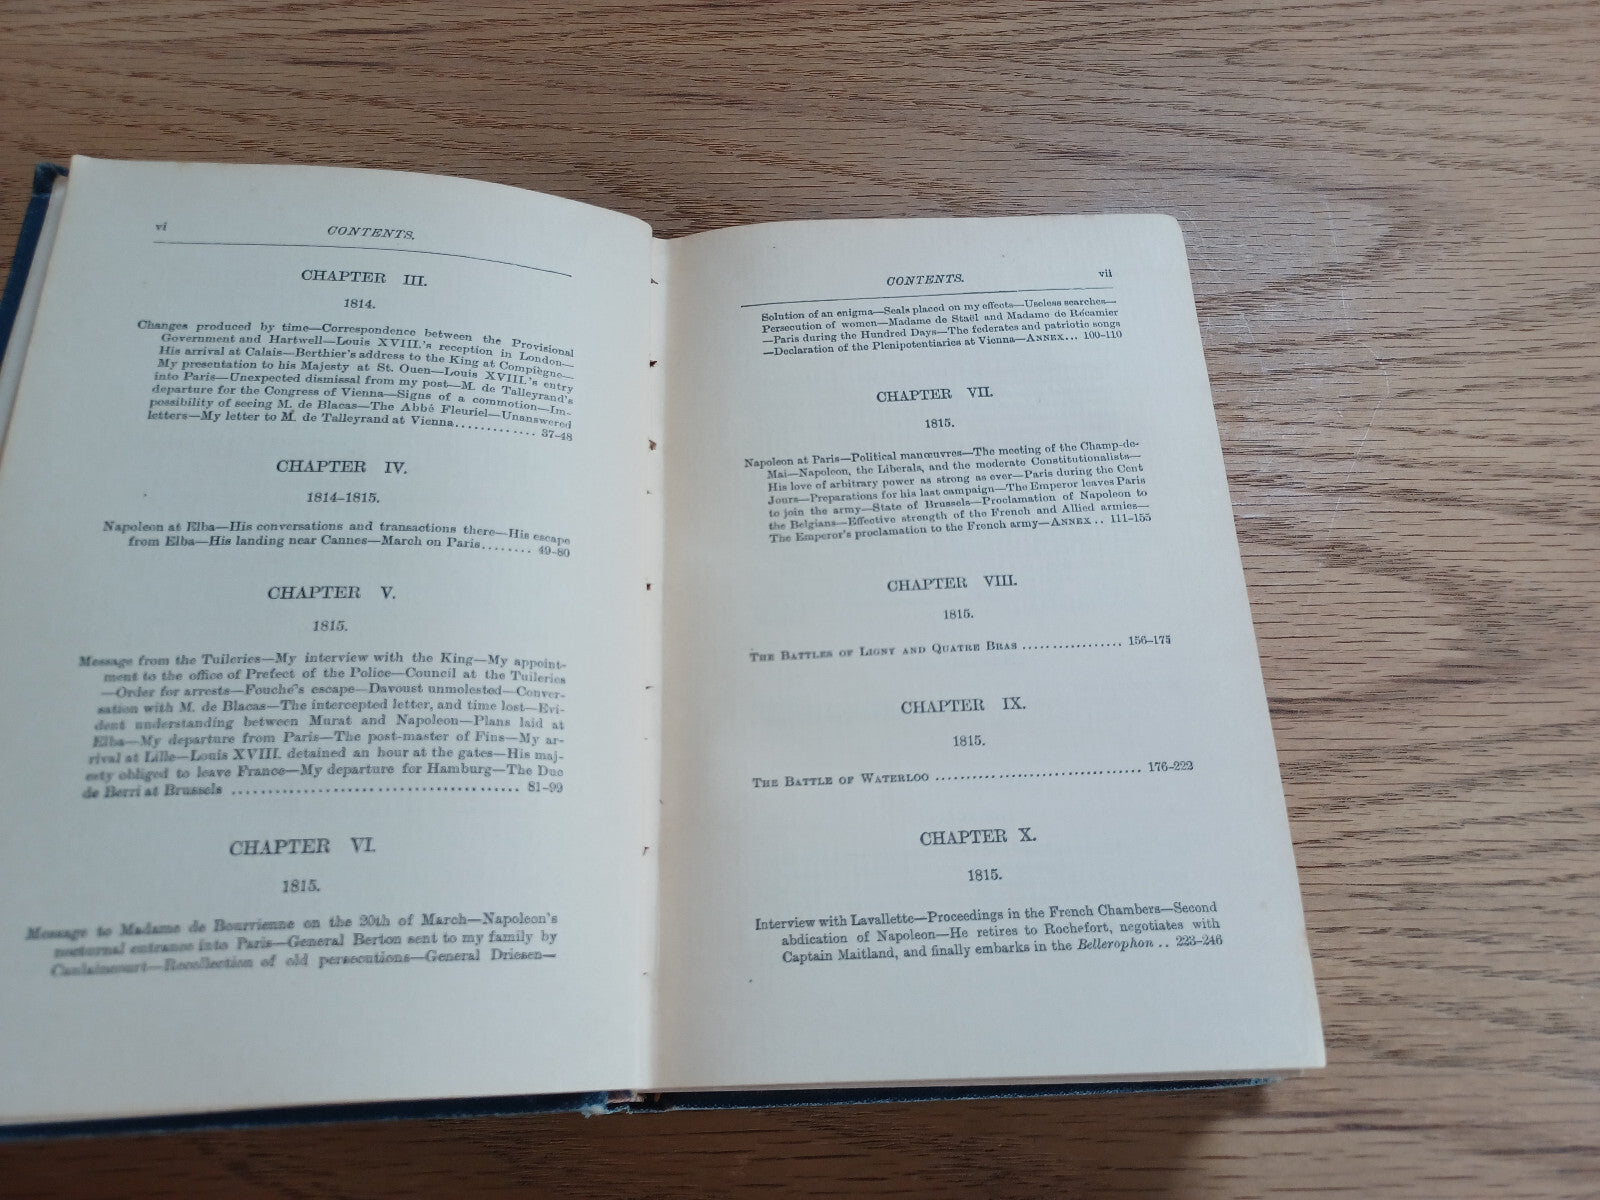 vi
CONTENTS.
CHAPTER III.
1814.
Changes produced by time—Correspondence between the Provisional
Government and Hartwell—Louis XVIII.'s reception in London—
His arrival at Calais—Berthier's address to the King at Compiègne—
My presentation to his Majesty at St. Ouen—Louis XVIII.'s entry
into Paris—Unexpected dismissal from my post—M. de Talleyrand's
departure for the Congress of Vienna—Signs of a commotion—Im-
possibility of seeing M. de Blacas—The Abbé Fleuriel—Unanswered
letters—My letter to M. de Talleyrand at Vienna............. 37-48
CHAPTER IV.
1814-1815.
Napoleon at Elba—His conversations and transactions there—His escape
from Elba—His landing near Cannes—March on Paris........ 49-80
CHAPTER V.
1815.
Message from the Tuileries—My interview with the King—My appoint-
ment to the office of Prefect of the Police—Council at the Tuileries
—Order for arrests—Fouché's escape—Davoust unmolested—Conver-
sation with M. de Blacas—The intercepted letter, and time lost—Evi-
dent understanding between Murat and Napoleon—Plans laid at
Elba—My departure from Paris—The post-master of Fins—My ar-
rival at Lille—Louis XVIII. detained an hour at the gates—His maj-
esty obliged to leave France—My departure for Hamburg—The Duc
de Berri at Brussels ........................................ 81-99
CHAPTER VI.
1815.
Message to Madame de Bourrienne on the 20th of March—Napoleon's
nocturnal entrance into Paris—General Berton sent to my family by
Caulaincourt—Recollection of old persecutions—General Driesen—
CONTENTS.
vii
Solution of an enigma—Seals placed on my effects—Useless searches—
Persecution of women—Madame de Staël and Madame de Récamier
—Paris during the Hundred Days—The federates and patriotic songs
—Declaration of the Plenipotentiaries at Vienna—ANNEX... 100-110
CHAPTER VII.
1815.
Napoleon at Paris—Political manœuvres—The meeting of the Champ-de-
Mai—Napoleon, the Liberals, and the moderate Constitutionalists—
His love of arbitrary power as strong as ever—Paris during the Cent
Jours—Preparations for his last campaign—The Emperor leaves Paris
to join the army—State of Brussels—Proclamation of Napoleon to
the Belgians—Effective strength of the French and Allied armies—
The Emperor's proclamation to the French army—ANNEX.. 111-155
CHAPTER VIII.
1815.
THE BATTLES OF LIGNY AND QUATRE BRAS ................. 156-175
CHAPTER IX.
1815.
THE BATTLE OF WATERLOO .................................. 176-222
CHAPTER X.
1815.
Interview with Lavallette—Proceedings in the French Chambers—Second
abdication of Napoleon—He retires to Rochefort, negotiates with
Captain Maitland, and finally embarks in the Bellerophon .. 223-246